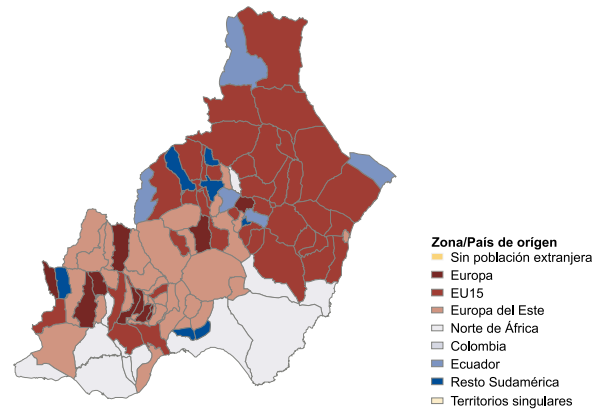 Zona/País de orígen
Sin población extranjera
Europa
EU15
Europa del Este
Norte de África
Colombia
Ecuador
Resto Sudamérica
Territorios singulares